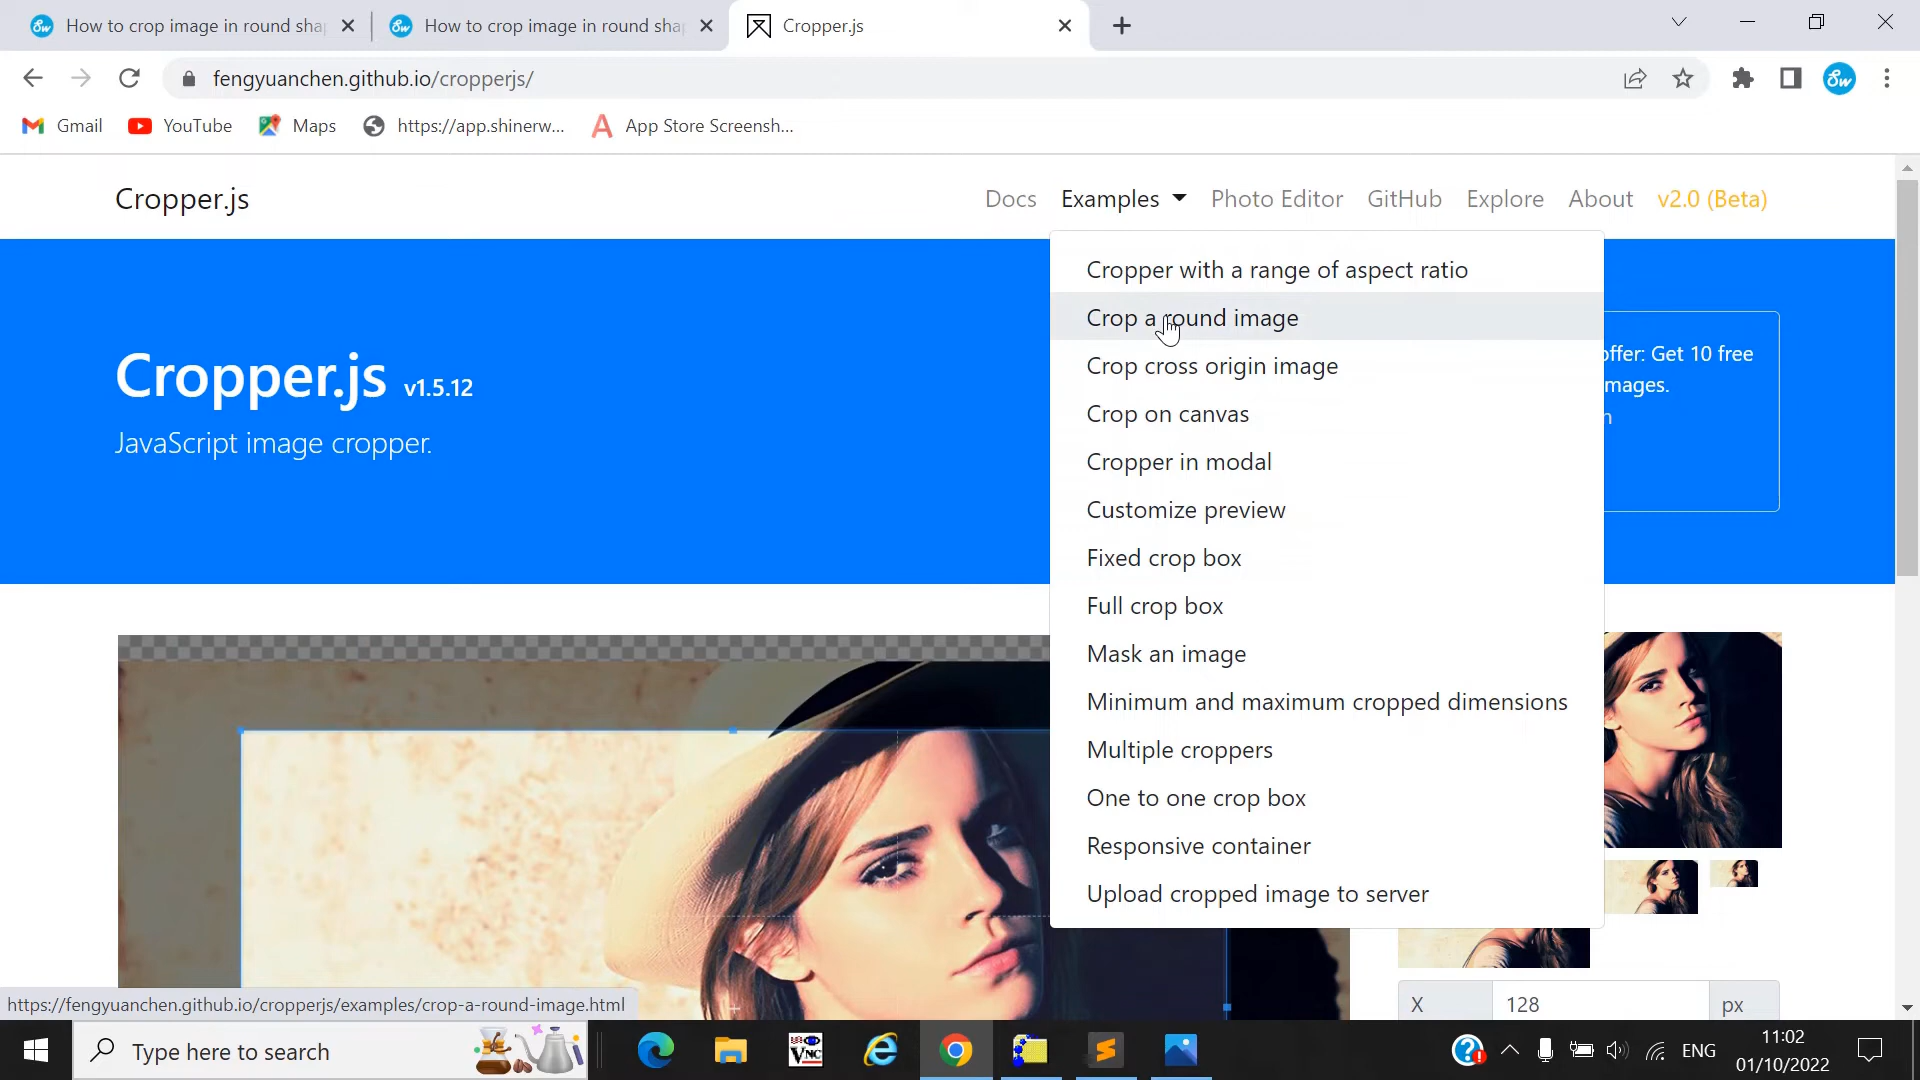 How to crop image in round sha
How to crop image in round sha
Cropper.js
fengyuanchen.github.io/cropperjs/
Gmail
YouTube
Maps
https://app.shinerw...
App Store Screensh...
Cropper.js
Docs
Examples
Photo Editor
GitHub
Explore
About
v2.0 (Beta)
Cropper with a range of aspect ratio
Crop a round image
Crop cross origin image
Crop on canvas
Cropper in modal
Customize preview
Fixed crop box
Full crop box
Mask an image
Minimum and maximum cropped dimensions
Multiple croppers
One to one crop box
Responsive container
Upload cropped image to server
Cropper.js v1.5.12
JavaScript image cropper.
offer: Get 10 free
mages.
n
X 128 px
https://fengyuanchen.github.io/cropperjs/examples/crop-a-round-image.html
Type here to search
VNC
ENG
11:02
01/10/2022